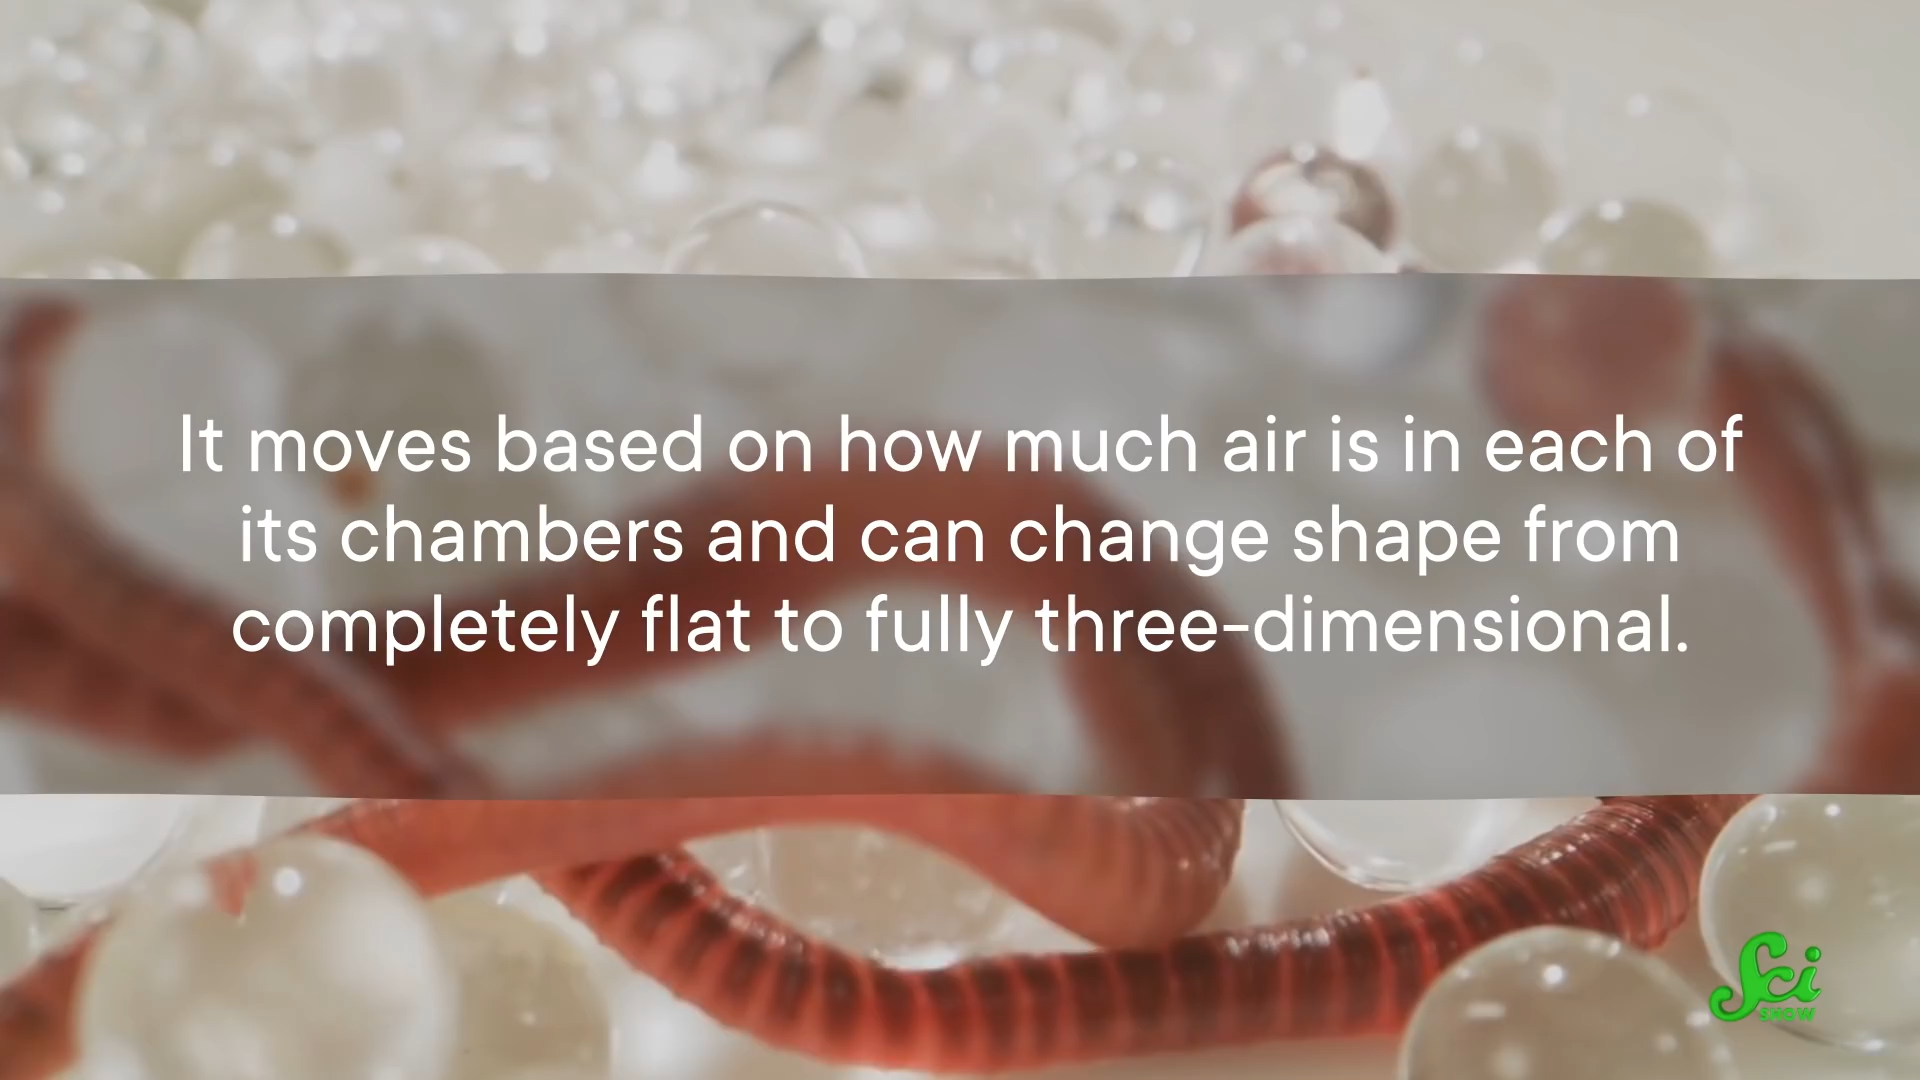 It moves based on how much air is in each of
its chambers and can change shape from
completely flat to fully three-dimensional.
Sci
SHOW